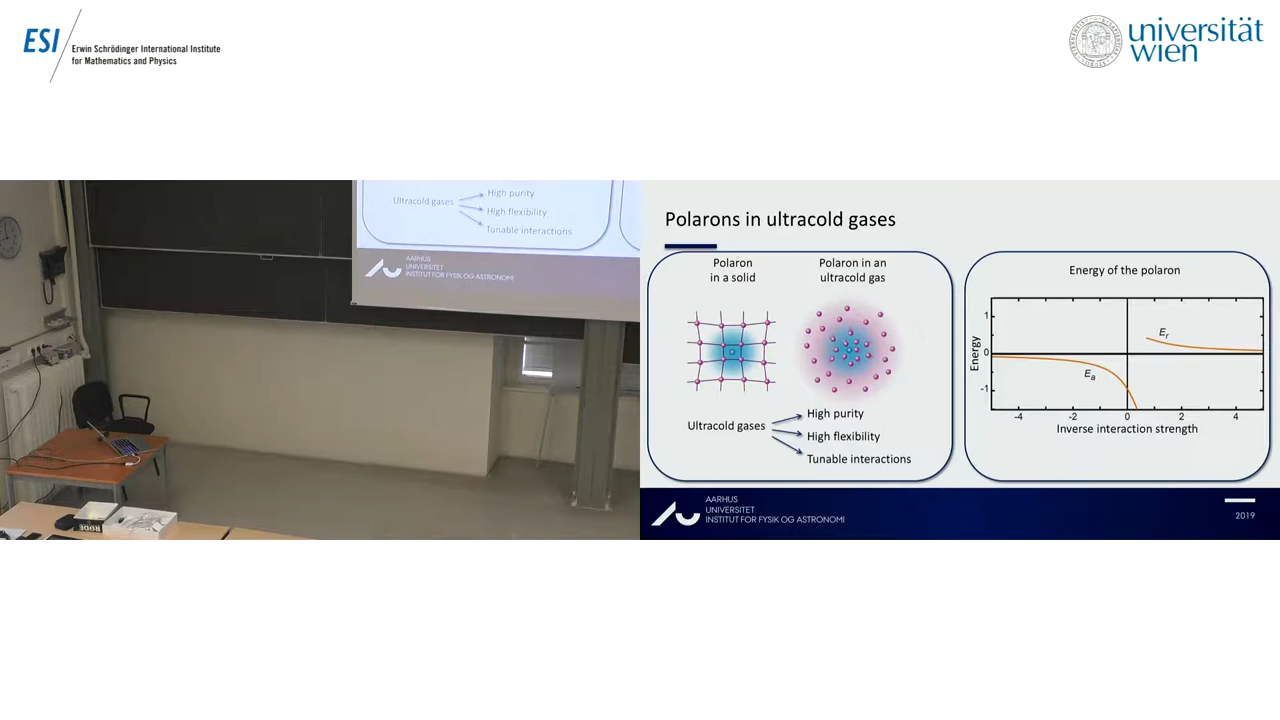 ESI
Erwin Schrödinger International Institute
for Mathematics and Physics
universität
wien
Ultracold gases
High purity
High flexibility
Tunable interactions
AARHUS
UNIVERSITET
INSTITUT FOR FYSIK OG ASTRONOMI
RODE
Polarons in ultracold gases
Polaron
in a solid
Polaron in an
ultracold gas
Ultracold gases
High purity
High flexibility
Tunable interactions
Energy of the polaron
Energy
1
0
-1
Er
Ea
-4 -2 0 2 4
Inverse interaction strength
AARHUS
UNIVERSITET
INSTITUT FOR FYSIK OG ASTRONOMI
2019